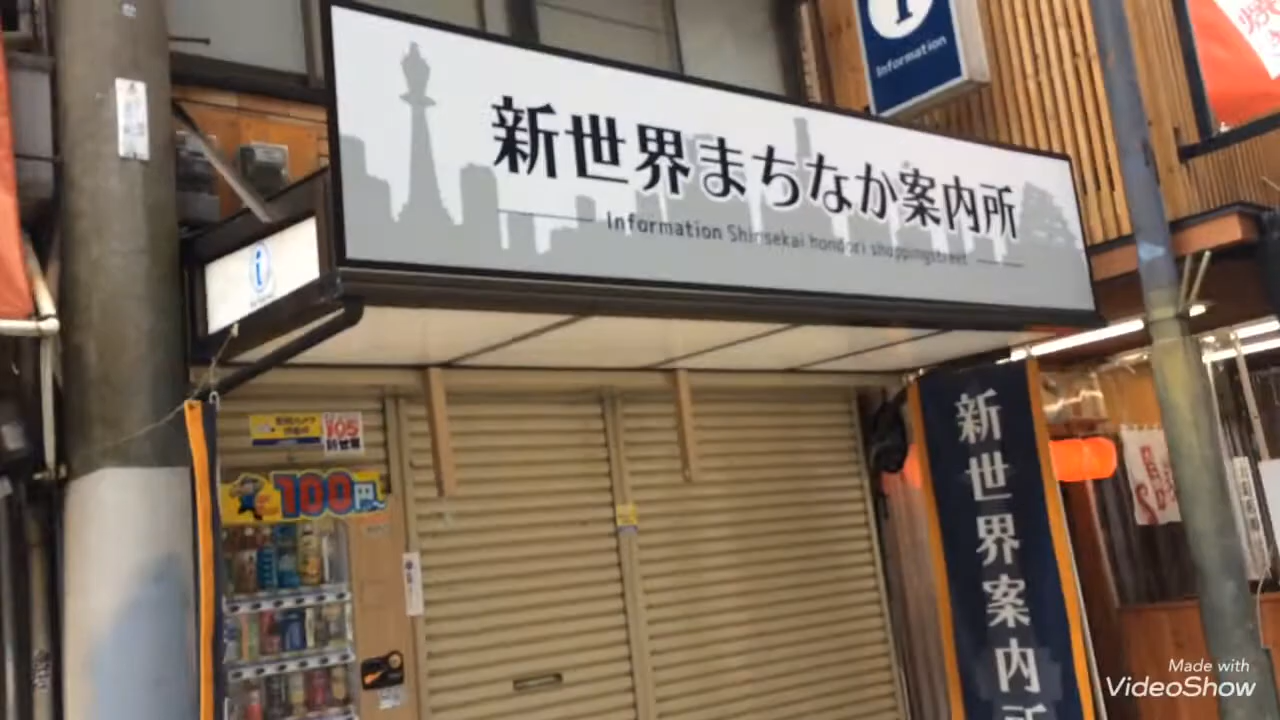 新世界まちなか案内所
Information Shinsekai hondori shoppingstreet
i
Information
i
100円~
105
新世界案内所
Made with
VideoShow